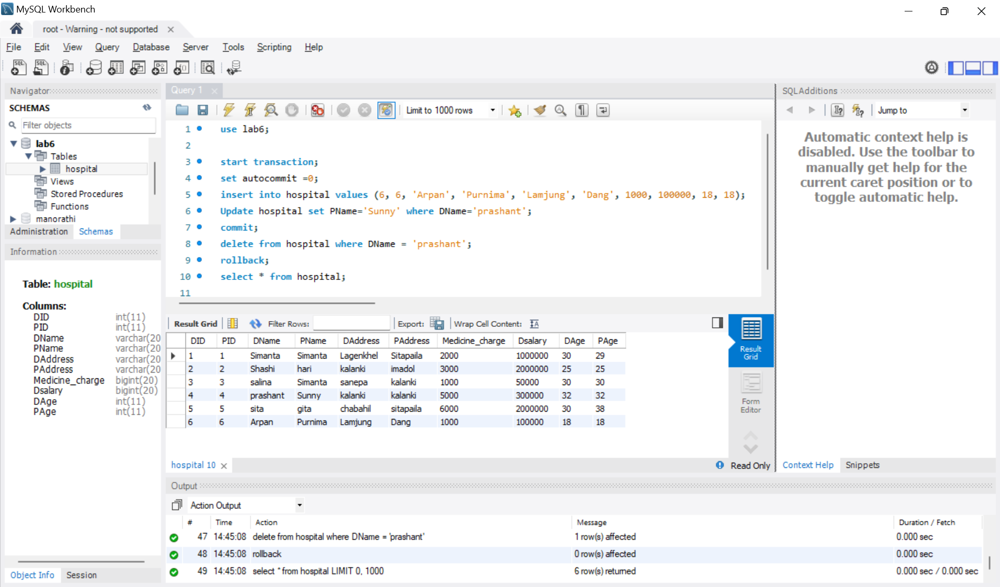 MySQL Workbench
root - Warning - not supported
File Edit View Query Database Server Tools Scripting Help
Navigator
SCHEMAS
Filter objects
lab6
Tables
hospital
Views
Stored Procedures
Functions
manorathi
Administration Schemas
Information
Table: hospital
Columns:
DID int(11)
PID int(11)
DName varchar(20
PName varchar(20
DAddress varchar(20
PAddress varchar(20
Medicine_charge bigint(20)
Dsalary bigint(20)
DAge int(11)
PAge int(11)
Object Info Session
Query 1
Limit to 1000 rows
1 use lab6;
2
3 start transaction;
4 set autocommit =0;
5 insert into hospital values (6, 6, 'Arpan', 'Purnima', 'Lamjung', 'Dang', 1000, 100000, 18, 18);
6 Update hospital set PName='Sunny' where DName='prashant';
7 commit;
8 delete from hospital where DName = 'prashant';
9 rollback;
10 select * from hospital;
11
Result Grid Filter Rows: Export: Wrap Cell Content:
DID PID DName PName DAddress PAddress Medicine_charge Dsalary DAge PAge
1 1 Simanta Simanta Lagenkhel Sitapaila 2000 1000000 30 29
2 2 Shashi hari kalanki imadol 3000 2000000 25 25
3 3 salina Simanta sanepa kalanki 1000 50000 30 30
4 4 prashant Sunny kalanki kalanki 5000 300000 32 32
5 5 sita gita chabahil sitapaila 6000 2000000 30 38
6 6 Arpan Purnima Lamjung Dang 1000 100000 18 18
Result
Grid
Form
Editor
hospital 10
Read Only
SQLAdditions
Jump to
Automatic context help is
disabled. Use the toolbar to
manually get help for the
current caret position or to
toggle automatic help.
Context Help Snippets
Output
Action Output
# Time Action Message Duration / Fetch
47 14:45:08 delete from hospital where DName = 'prashant' 1 row(s) affected 0.000 sec
48 14:45:08 rollback 0 row(s) affected 0.000 sec
49 14:45:08 select * from hospital LIMIT 0, 1000 6 row(s) returned 0.000 sec / 0.000 sec